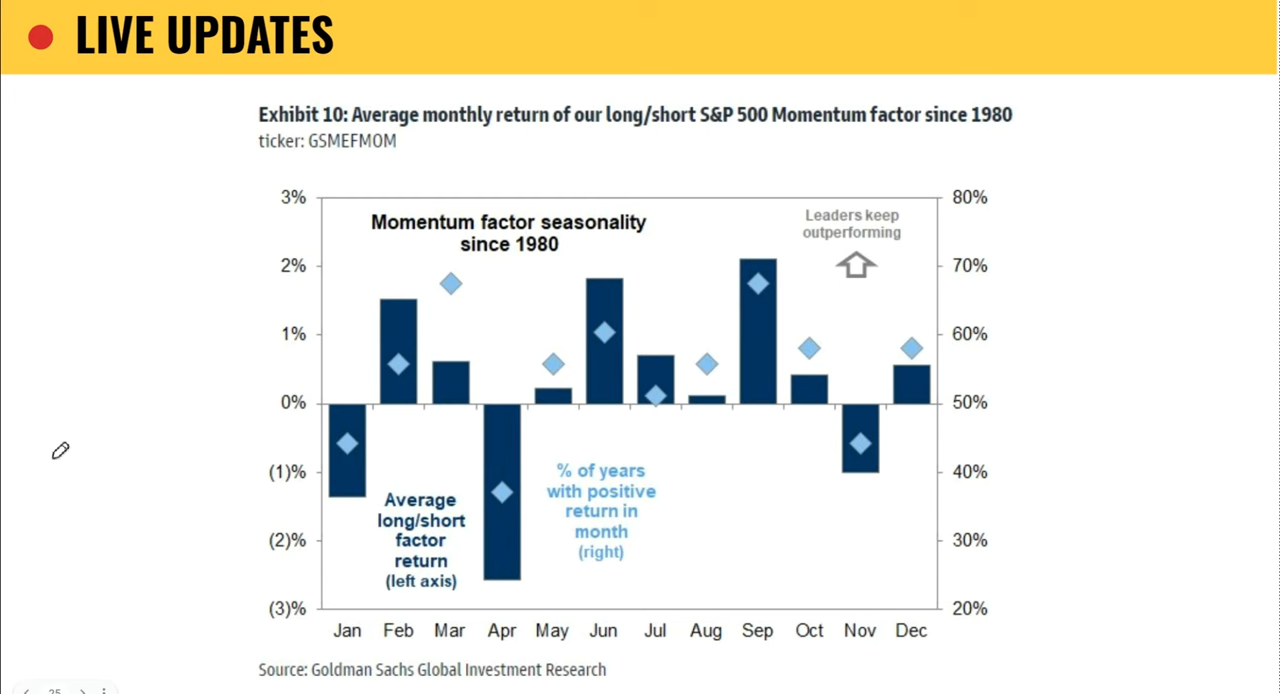 LIVE UPDATES
Exhibit 10: Average monthly return of our long/short S&P 500 Momentum factor since 1980
ticker: GSMEFMOM
3%
2%
1%
0%
(1)%
(2)%
(3)%
Momentum factor seasonality
since 1980
Leaders keep
outperforming
Average
long/short
factor
return
(left axis)
% of years
with positive
return in
month
(right)
80%
70%
60%
50%
40%
30%
20%
Jan Feb Mar Apr May Jun Jul Aug Sep Oct Nov Dec
Source: Goldman Sachs Global Investment Research
25